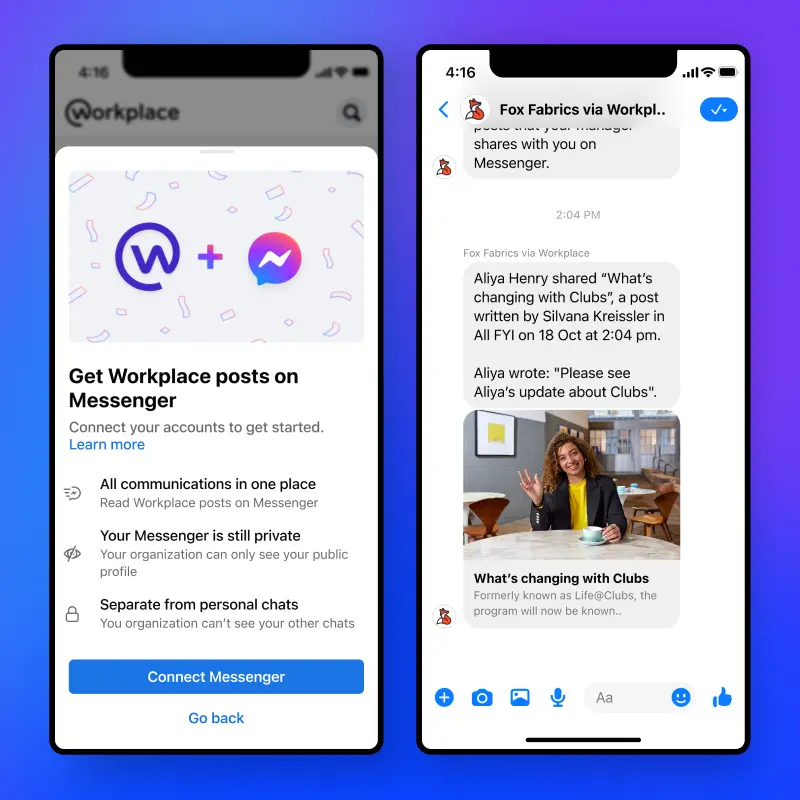 4:16
Workplace
Get Workplace posts on
Messenger
Connect your accounts to get started.
Learn more
All communications in one place
Read Workplace posts on Messenger
Your Messenger is still private
Your organization can only see your public
profile
Separate from personal chats
You organization can't see your other chats
Connect Messenger
Go back
4:16
Fox Fabrics via Workpl..
posts that your manager
shares with you on
Messenger.
2:04 PM
Fox Fabrics via Workplace
Aliya Henry shared “What's
changing with Clubs”, a post
written by Silvana Kreissler in
All FYI on 18 Oct at 2:04 pm.
Aliya wrote: "Please see
Aliya's update about Clubs".
What's changing with Clubs
Formerly known as Life@Clubs, the
program will now be known..
Aa